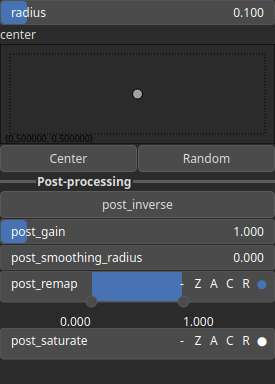 radius 0.100
center
(0.500000, 0.500000)
Center Random
Post-processing
post_inverse
post_gain 1.000
post_smoothing_radius 0.000
post_remap - Z A C R
0.000 1.000
post_saturate - Z A C R